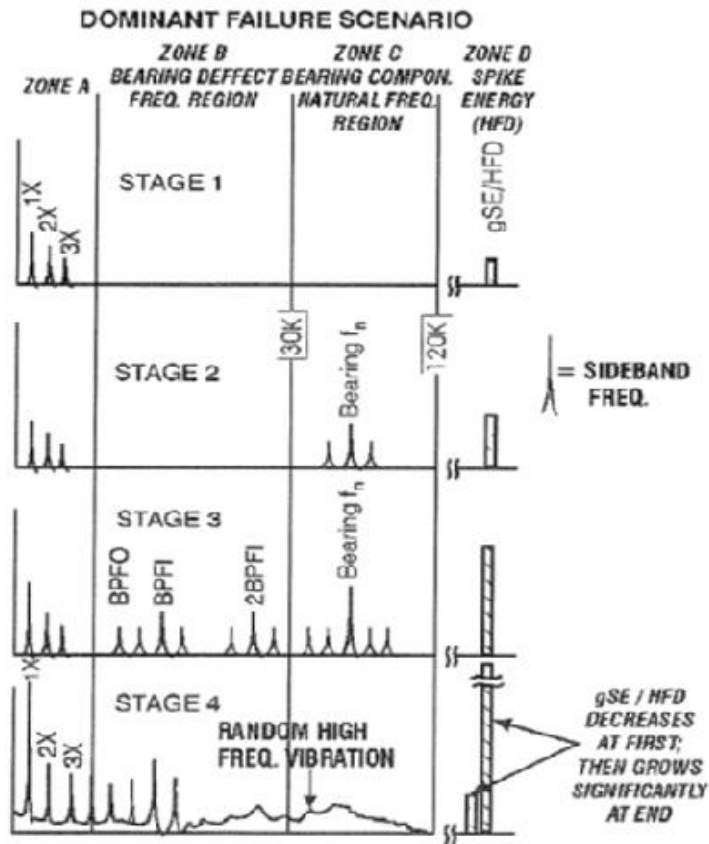 DOMINANT FAILURE SCENARIO
ZONE A
ZONE B
BEARING DEFFECT
FREQ. REGION
ZONE C
BEARING COMPON.
NATURAL FREQ.
REGION
ZONE D
SPIKE
ENERGY
(HFD)
STAGE 1
1X
2X
3X
gSE/HFD
STAGE 2
30K
Bearing fn
120K
= SIDEBAND
FREQ.
STAGE 3
BPFO
BPFI
2BPFI
Bearing fn
STAGE 4
1X
2X
3X
RANDOM HIGH
FREQ. VIBRATION
gSE / HFD
DECREASES
AT FIRST;
THEN GROWS
SIGNIFICANTLY
AT END